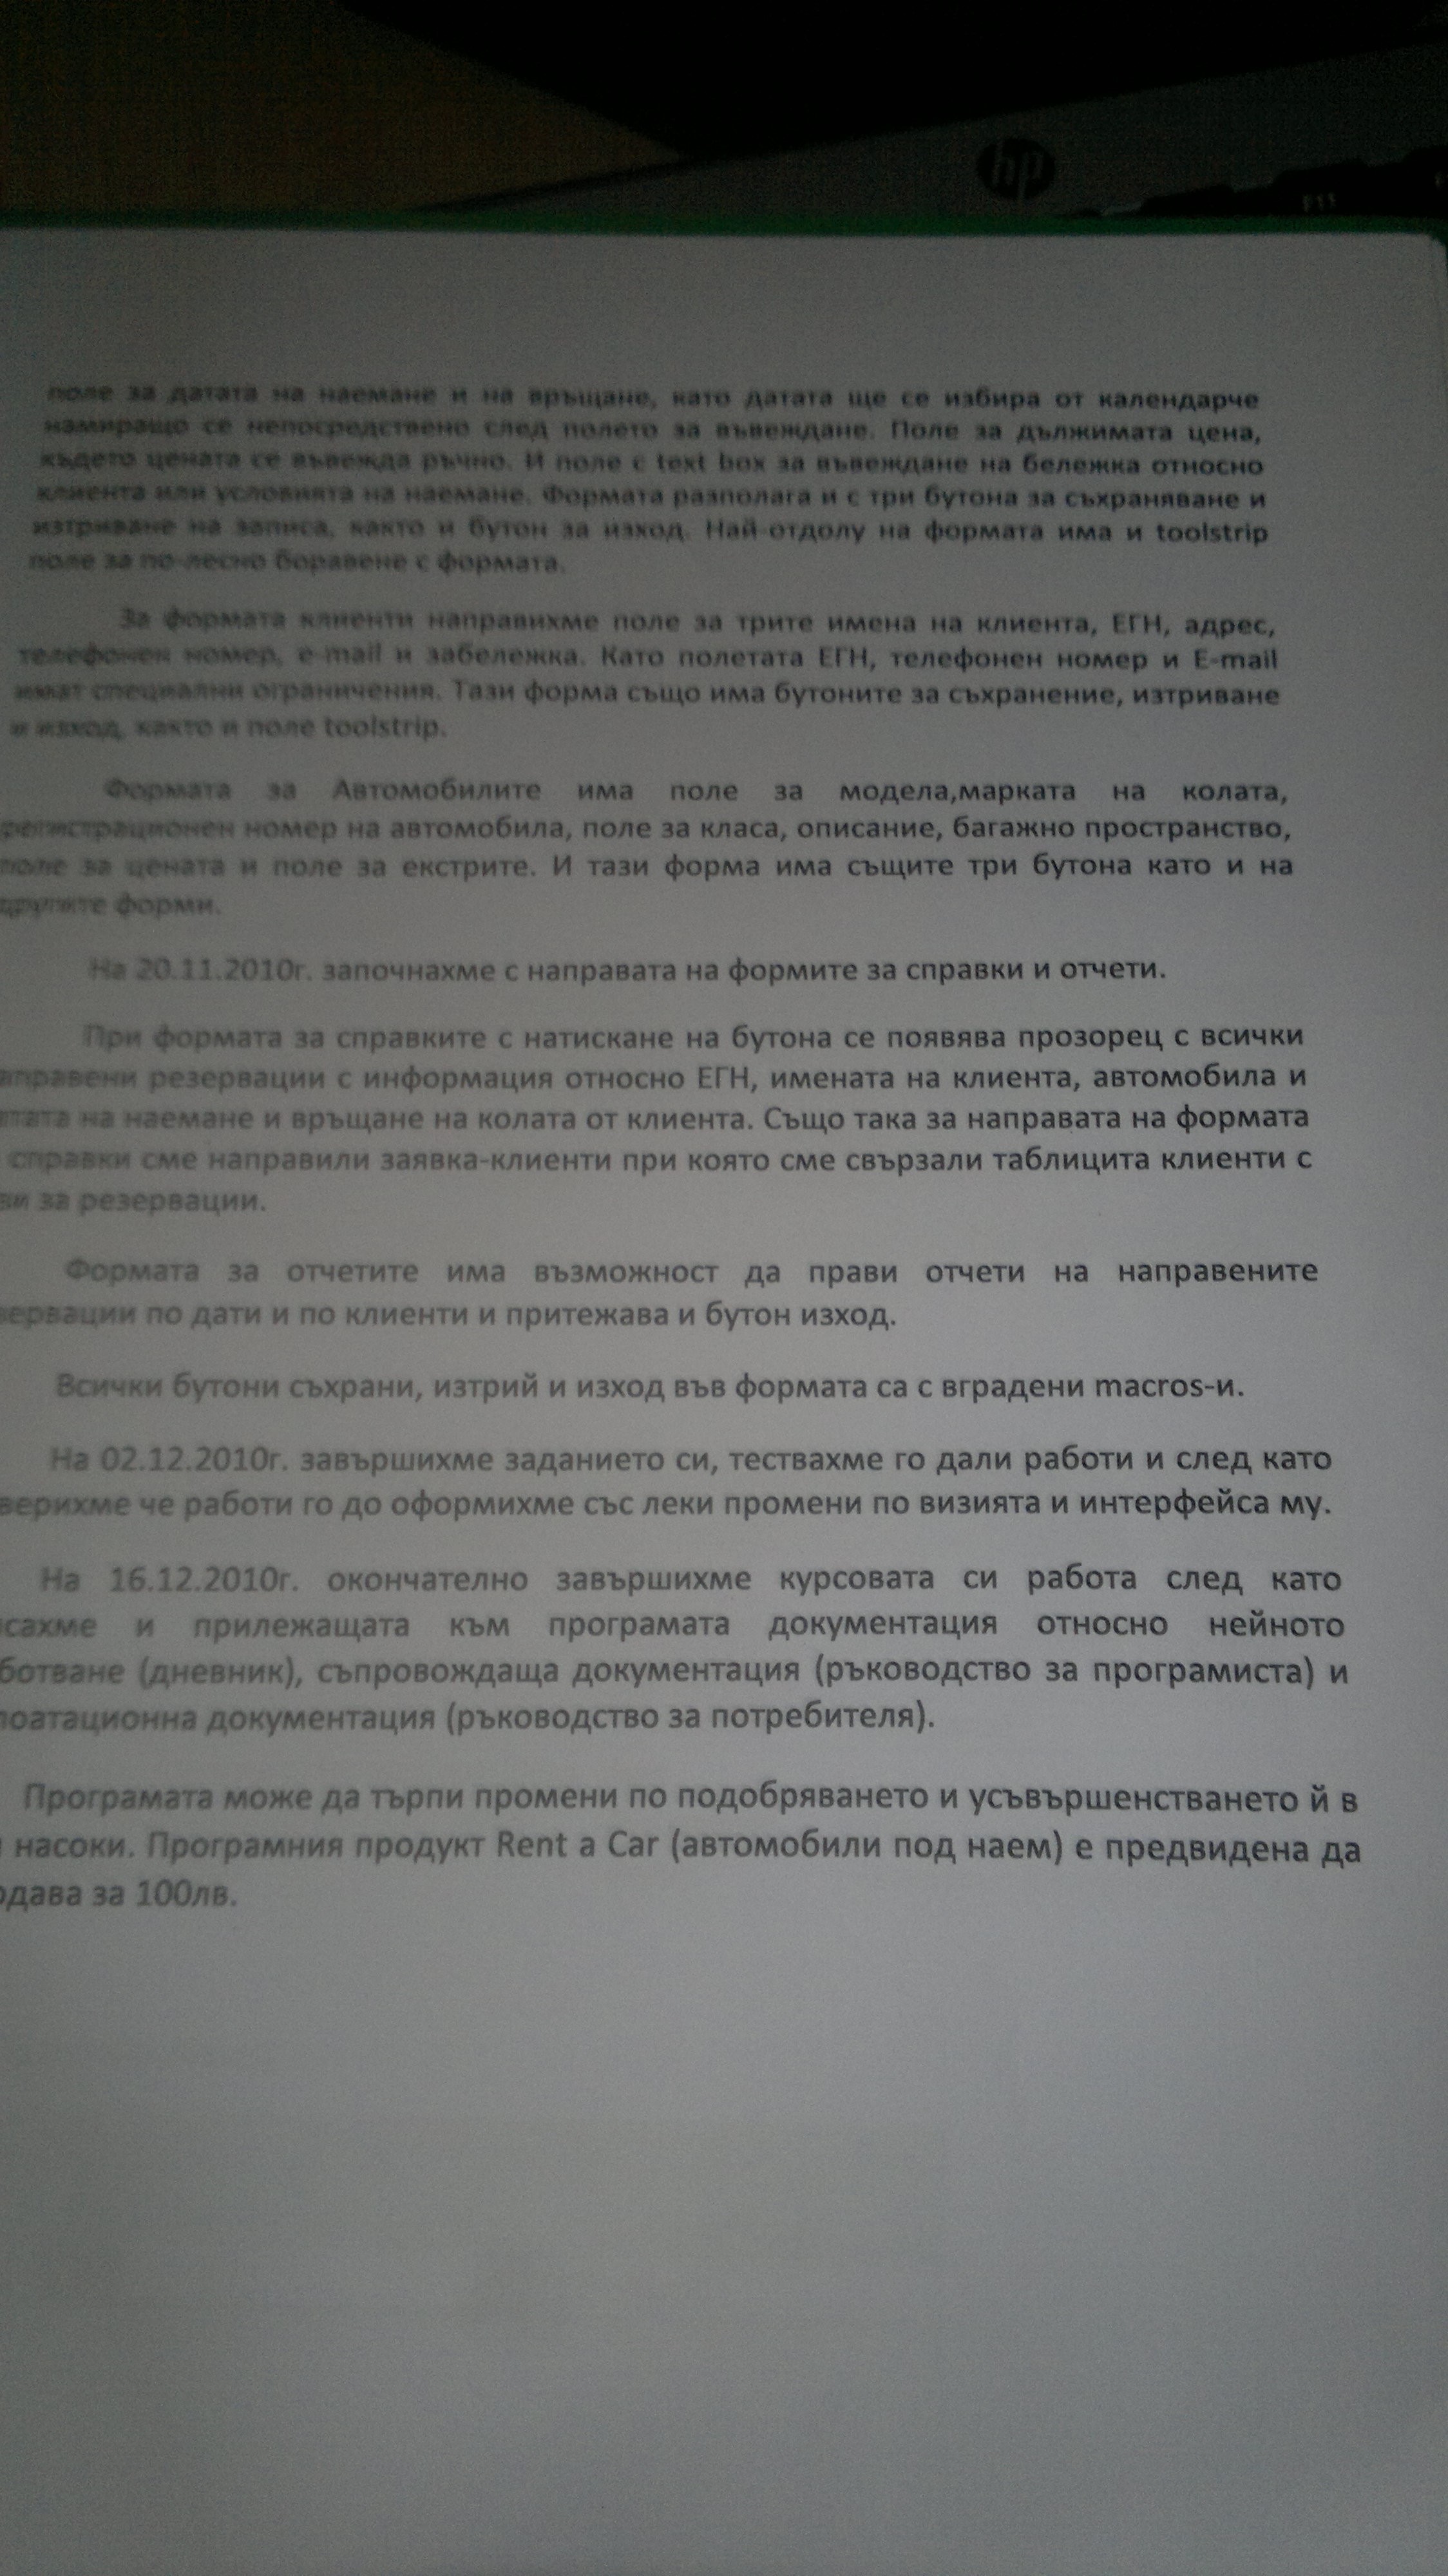 hp
F11
поле за датата на наемане и на връщане, като датата ще се избира от календарче
намиращо се непосредствено след полето за въвеждане. Поле за дължимата цена,
където цената се въвежда ръчно. И поле с text box за въвеждане на бележка относно
клиента или условията на наемане. Формата разполага и с три бутона за съхраняване и
изтриване на записа, както и бутон за изход. Най-отдолу на формата има и toolstrip
поле за по-лесно боравене с формата.
За формата клиенти направихме поле за трите имена на клиента, ЕГН, адрес,
телефонен номер, e-mail и забележка. Като полетата ЕГН, телефонен номер и E-mail
имат специални ограничения. Тази форма също има бутоните за съхранение, изтриване
и изход, както и поле toolstrip.
Формата за Автомобилите има поле за модела,марката на колата,
регистрационен номер на автомобила, поле за класа, описание, багажно пространство,
поле за цената и поле за екстрите. И тази форма има същите три бутона като и на
другите форми.
На 20.11.2010г. започнахме с направата на формите за справки и отчети.
При формата за справките с натискане на бутона се появява прозорец с всички
аправени резервации с информация относно ЕГН, имената на клиента, автомобила и
тата на наемане и връщане на колата от клиента. Също така за направата на формата
справки сме направили заявка-клиенти при която сме свързали таблицита клиенти с
зи за резервации.
Формата за отчетите има възможност да прави отчети на направените
ервации по дати и по клиенти и притежава и бутон изход.
Всички бутони съхрани, изтрий и изход във формата са с вградени macros-и.
На 02.12.2010г. завършихме заданието си, тествахме го дали работи и след като
верихме че работи го до оформихме със леки промени по визията и интерфейса му.
На 16.12.2010г. окончателно завършихме курсовата си работа след като
сахме и прилежащата към програмата документация относно нейното
ботване (дневник), съпровождаща документация (ръководство за програмиста) и
лоатационна документация (ръководство за потребителя).
Програмата може да търпи промени по подобряването и усъвършенстването й в
насоки. Програмния продукт Rent a Car (автомобили под наем) е предвидена да
одава за 100лв.